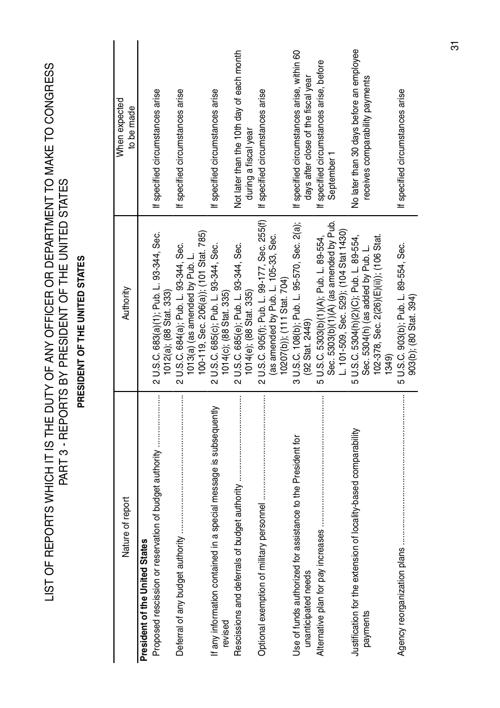 LIST OF REPORTS WHICH IT IS THE DUTY OF ANY OFFICER OR DEPARTMENT TO MAKE TO CONGRESS
PART 3 - REPORTS BY PRESIDENT OF THE UNITED STATES
PRESIDENT OF THE UNITED STATES
Nature of report
Authority
When expected
to be made
President of the United States
Proposed rescission or reservation of budget authority
2 U.S.C. 683(a)(1); Pub. L. 93-344, Sec.
1012(a); (88 Stat. 333)
If specified circumstances arise
Deferral of any budget authority
2 U.S.C. 684(a); Pub. L. 93-344, Sec.
1013(a) (as amended by Pub. L.
100-119, Sec. 206(a)); (101 Stat. 785)
If specified circumstances arise
If any information contained in a special message is subsequently
revised
2 U.S.C. 685(c); Pub. L. 93-344, Sec.
1014(c); (88 Stat. 335)
If specified circumstances arise
Rescissions and deferrals of budget authority
2 U.S.C. 685(e); Pub. L. 93-344, Sec.
1014(e); (88 Stat. 335)
Not later than the 10th day of each month
during a fiscal year
Optional exemption of military personnel
2 U.S.C. 905(f); Pub. L. 99-177, Sec. 255(f)
(as amended by Pub. L. 105-33, Sec.
10207(b)); (111 Stat. 704)
If specified circumstances arise
Use of funds authorized for assistance to the President for
unanticipated needs
3 U.S.C. 108(b); Pub. L. 95-570, Sec. 2(a);
(92 Stat. 2449)
If specified circumstances arise, within 60
days after close of the fiscal year
Alternative plan for pay increases
5 U.S.C. 5303(b)(1)(A); Pub. L. 89-554,
Sec. 5303(b)(1)(A) (as amended by Pub.
L. 101-509, Sec. 529); (104 Stat 1430)
If specified circumstances arise, before
September 1
Justification for the extension of locality-based comparability
payments
5 U.S.C. 5304(h)(2)(C); Pub. L. 89-554,
Sec. 5304(h) (as added by Pub. L.
102-378, Sec. 2(26)(E)(ii)); (106 Stat.
1349)
No later than 30 days before an employee
receives comparability payments
Agency reorganization plans
5 U.S.C. 903(b); Pub. L. 89-554, Sec.
903(b); (80 Stat. 394)
If specified circumstances arise
31